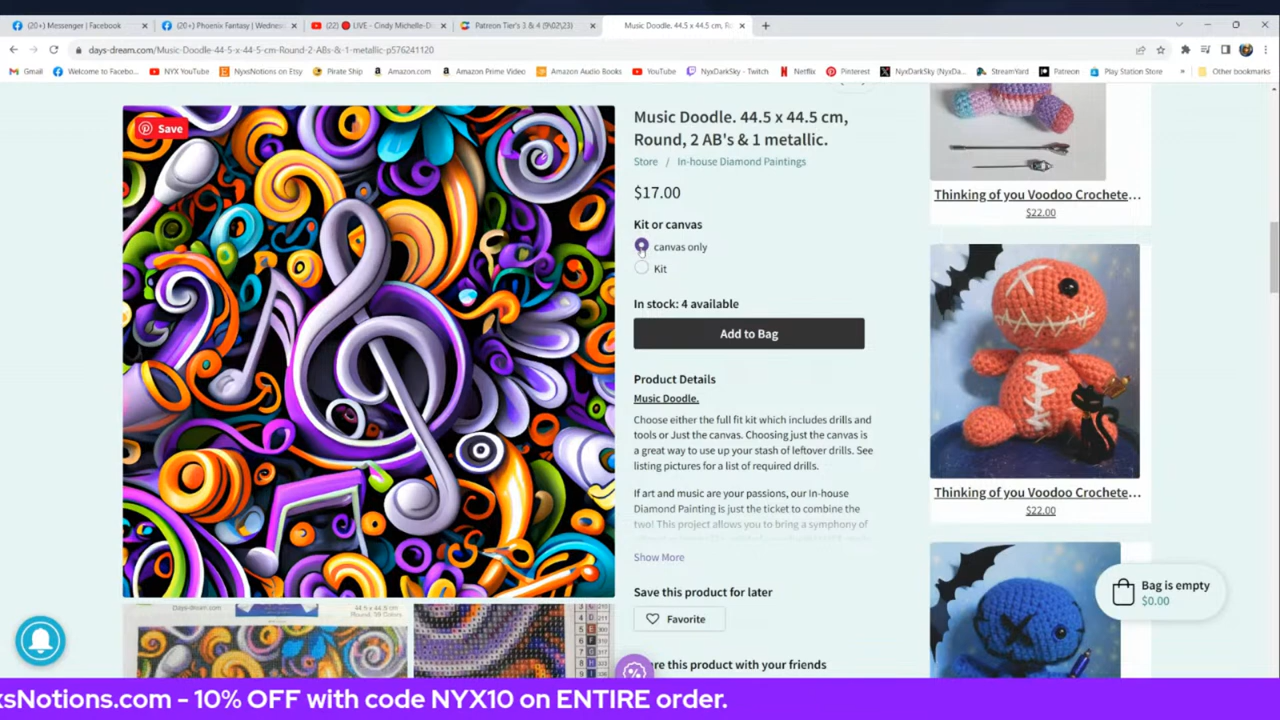 (20+) Messenger | Facebook
(20+) Phoenix Fantasy | Wednes
(22) LIVE - Cindy Michelle-D
Patreon Tier's 3 & 4 (9\02\23)
Music Doodle. 44.5 x 44.5 cm, R
days-dream.com/Music-Doodle-44-5-x-44-5-cm-Round-2-ABs-&-1-metallic-p576241120
Gmail
Welcome to Facebo...
NYX YouTube
NyxsNotions on Etsy
Pirate Ship
Amazon.com
Amazon Prime Video
Amazon Audio Books
YouTube
NyxDarkSky - Twitch
Netflix
Pinterest
NyxDarkSky (NyxDa...
StreamYard
Patreon
Play Station Store
»
Other bookmarks
Save
Music Doodle. 44.5 x 44.5 cm,
Round, 2 AB's & 1 metallic.
Store / In-house Diamond Paintings
$17.00
Kit or canvas
canvas only
Kit
In stock: 4 available
Add to Bag
Product Details
Music Doodle.
Choose either the full fit kit which includes drills and
tools or Just the canvas. Choosing just the canvas is
a great way to use up your stash of leftover drills. See
listing pictures for a list of required drills.
If art and music are your passions, our In-house
Diamond Painting is just the ticket to combine the
two! This project allows you to bring a symphony of
Show More
Save this product for later
Favorite
are this product with your friends
Thinking of you Voodoo Crochete...
$22.00
Thinking of you Voodoo Crochete...
$22.00
Bag is empty
$0.00
Days-dream.com
44.5 x 44.5 cm
xsNotions.com - 10% OFF with code NYX10 on ENTIRE order.